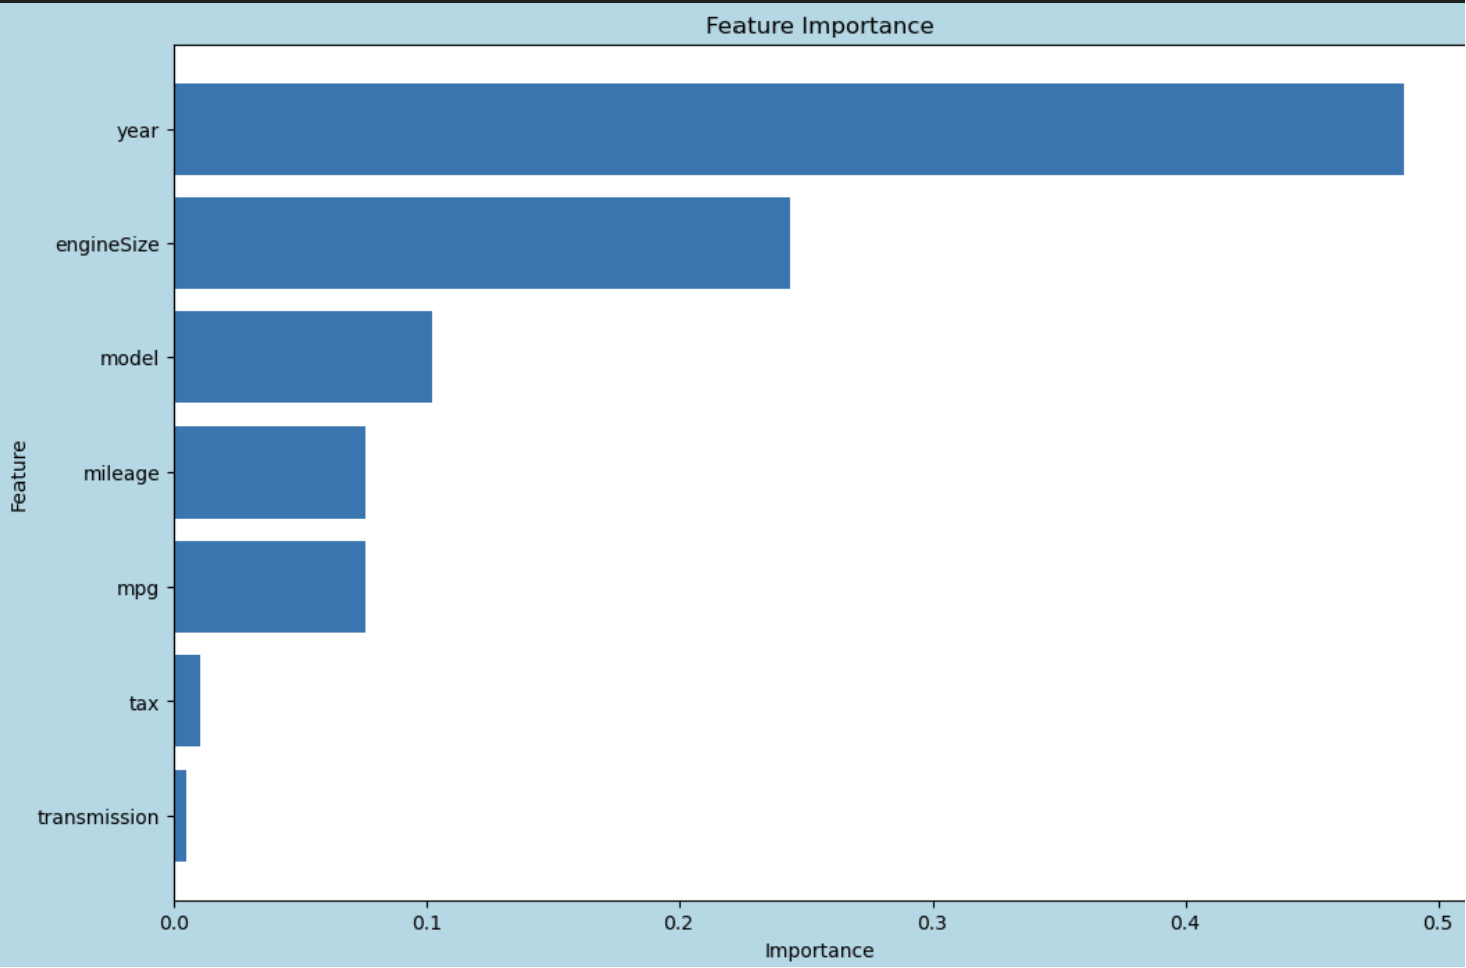 Feature Importance
year
engineSize
model
mileage
mpg
tax
transmission
Feature
0.0 0.1 0.2 0.3 0.4 0.5
Importance